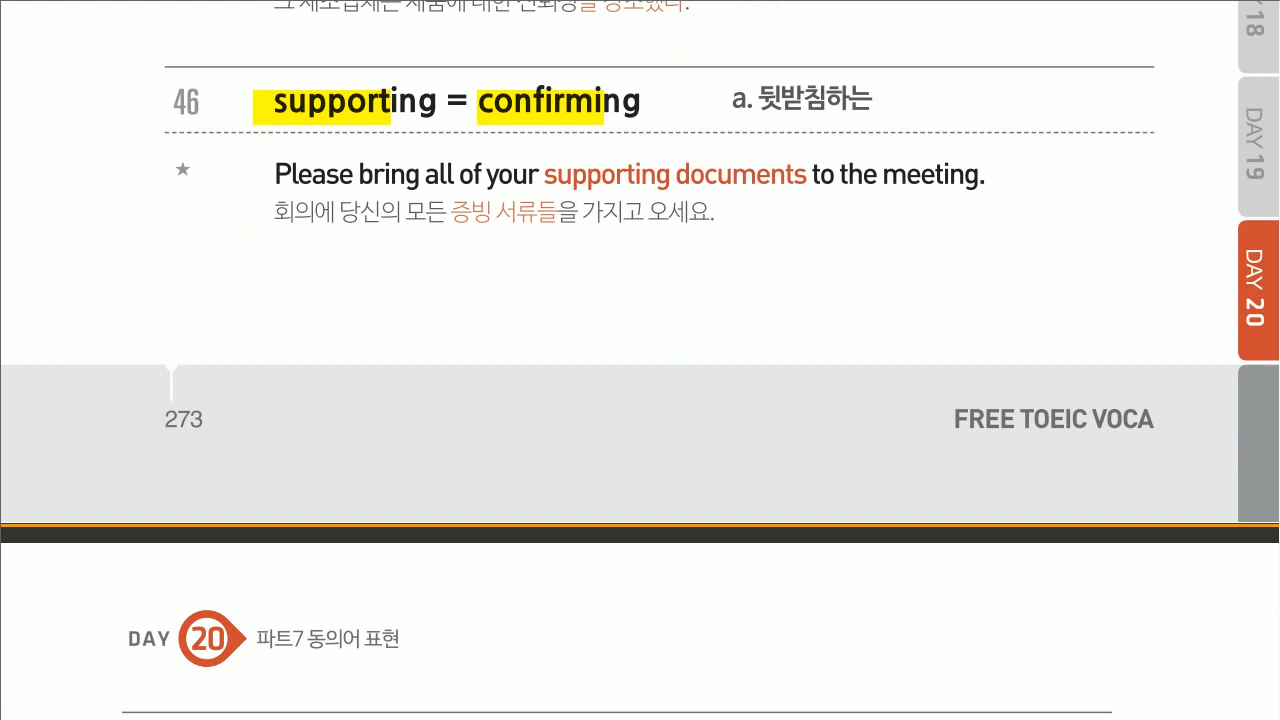 46 supporting = confirming a. 뒷받침하는
★ Please bring all of your supporting documents to the meeting.
회의에 당신의 모든 증빙 서류들을 가지고 오세요.
18
DAY 19
DAY 20
273 FREE TOEIC VOCA
DAY 20 파트7 동의어 표현